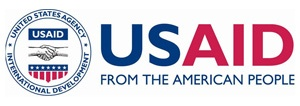 UNITED STATES AGENCY
USAID
INTERNATIONAL DEVELOPMENT
USAID
FROM THE AMERICAN PEOPLE